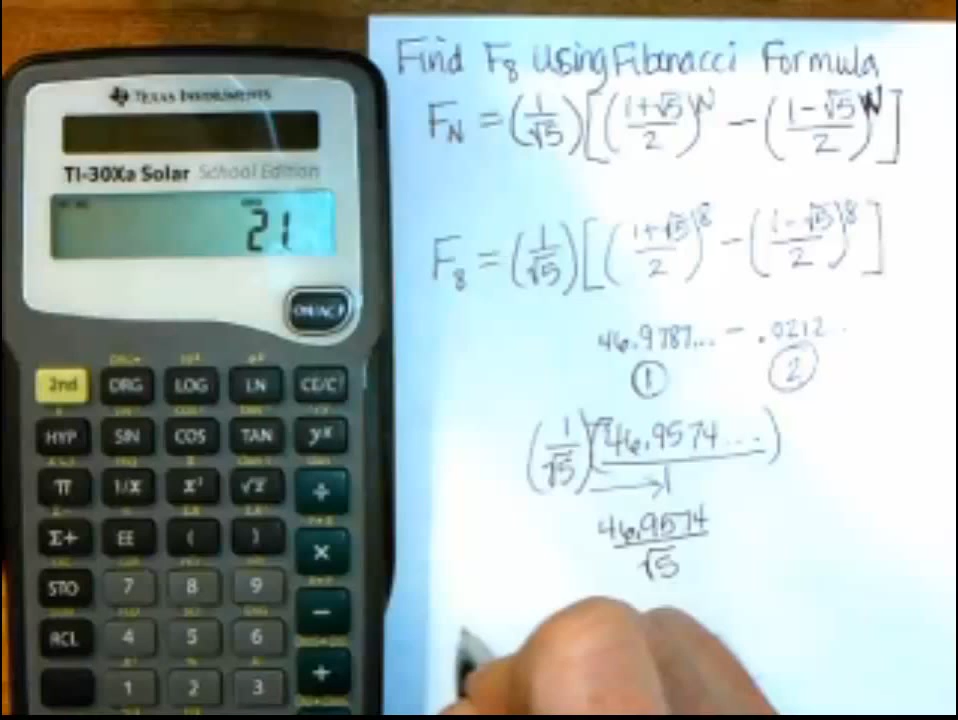 Find F8 Using Fibonacci Formula
FN = (1/√5)[((1+√5)/2)^N − ((1−√5)/2)^N]
F8 = (1/√5)[((1+√5)/2)^8 − ((1−√5)/2)^8]
46.9787... − .0212..
① ②
(1/√5)(46.9574...)
46.9574/√5
TEXAS INSTRUMENTS
TI-30Xa Solar School Edition
21
ON/AC
2nd DRG LOG LN CE/C
HYP SIN COS TAN yˣ
π 1/x x² √x ÷
Σ+ EE ( ) ×
STO 7 8 9 −
RCL 4 5 6 +
1 2 3